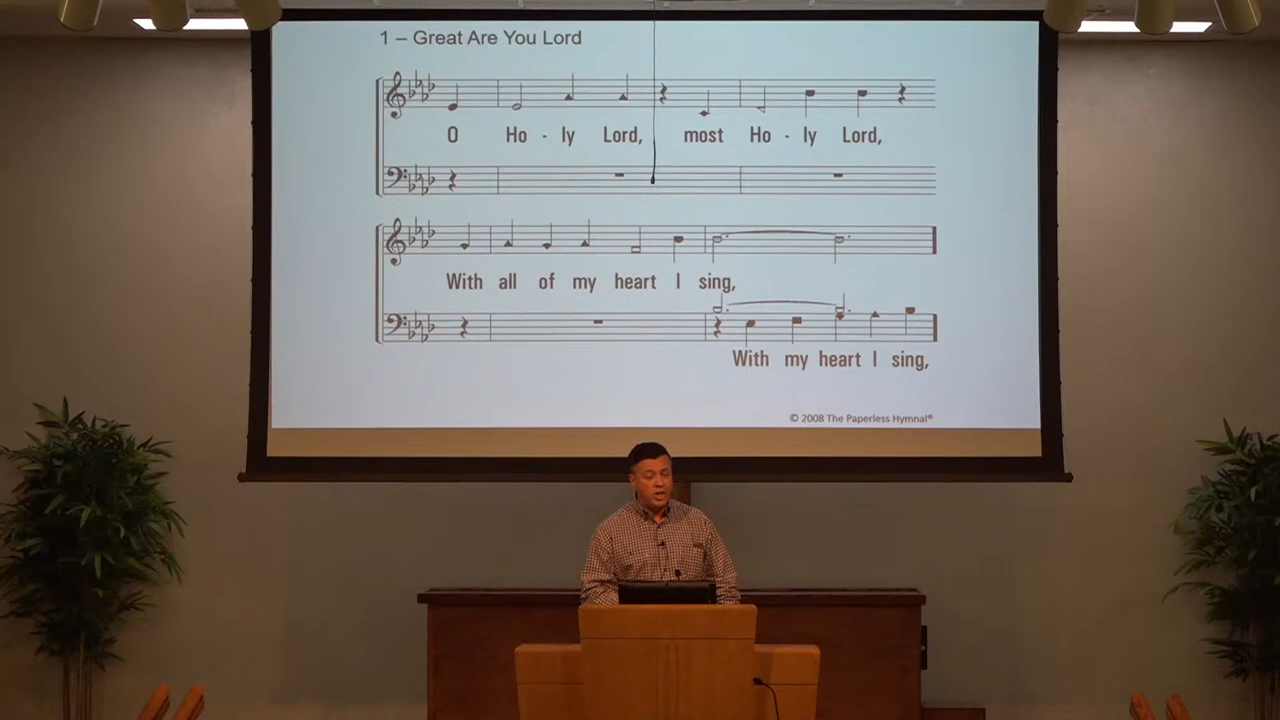 1 – Great Are You Lord
O Ho - ly Lord, most Ho - ly Lord,
With all of my heart I sing,
With my heart I sing,
© 2008 The Paperless Hymnal®